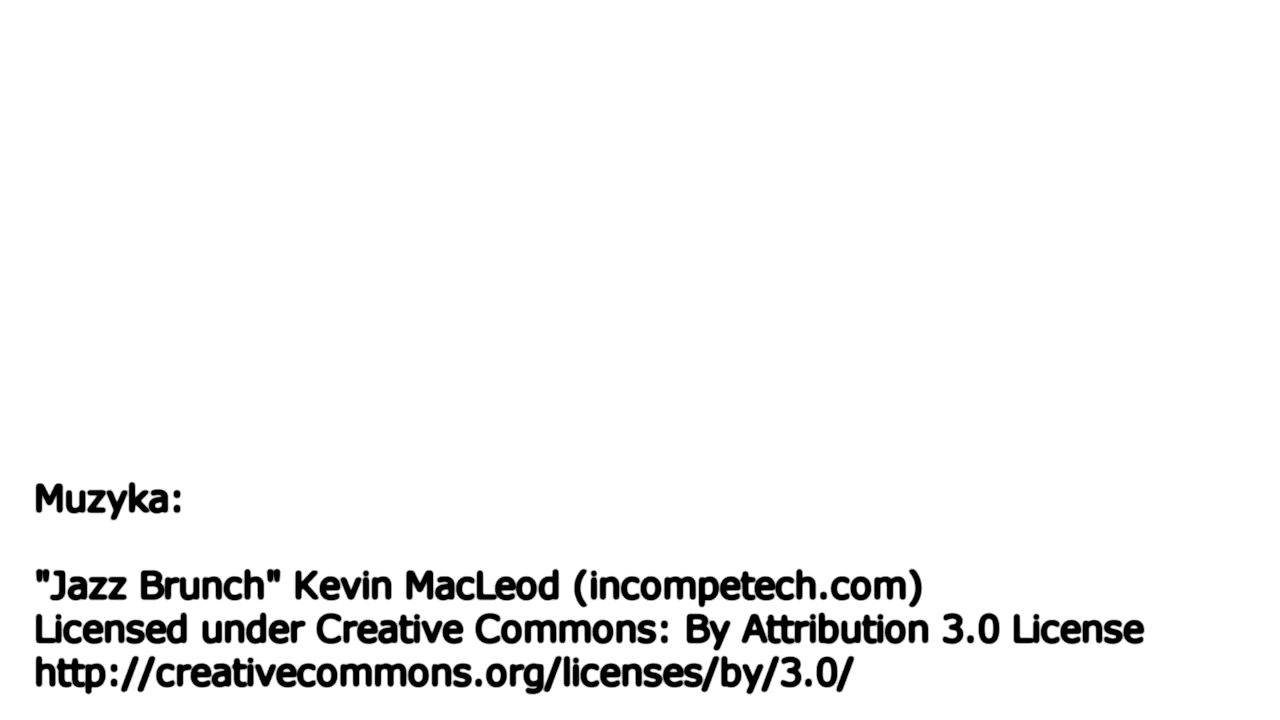 Muzyka:
"Jazz Brunch" Kevin MacLeod (incompetech.com)
Licensed under Creative Commons: By Attribution 3.0 License
http://creativecommons.org/licenses/by/3.0/